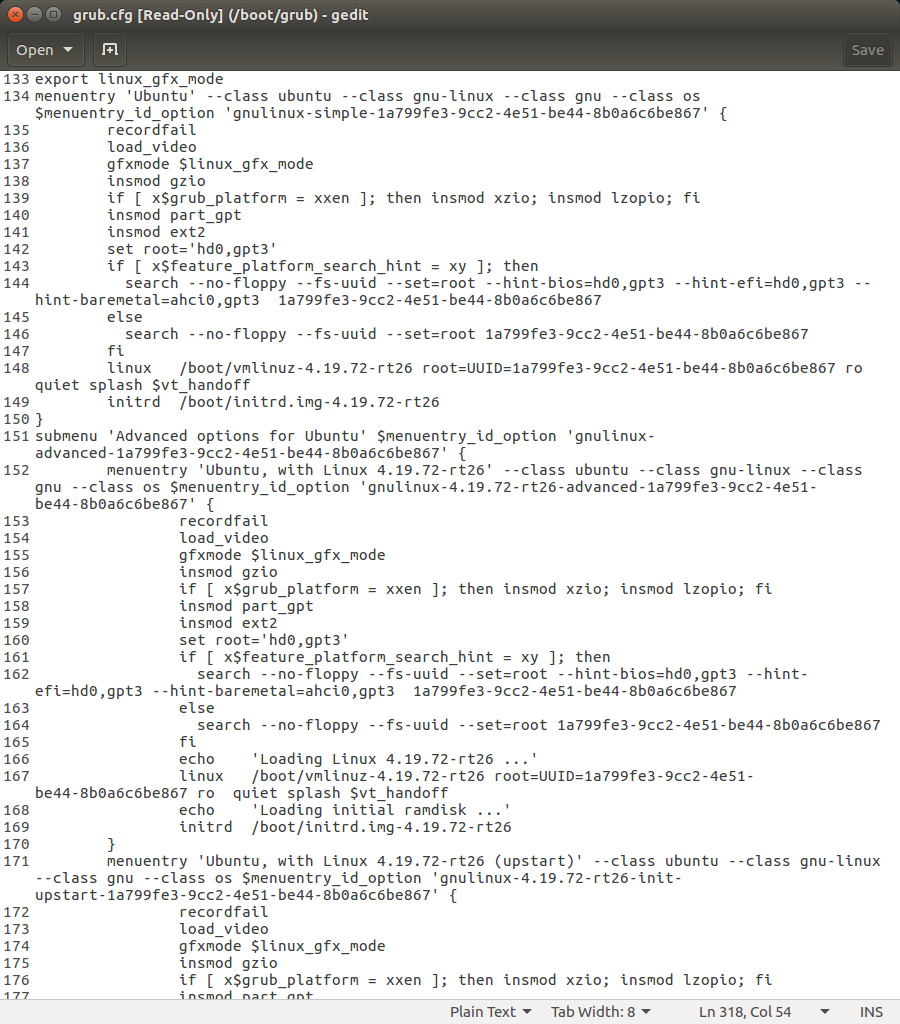 grub.cfg [Read-Only] (/boot/grub) - gedit
Open
Save
133 export linux_gfx_mode
134 menuentry 'Ubuntu' --class ubuntu --class gnu-linux --class gnu --class os
$menuentry_id_option 'gnulinux-simple-1a799fe3-9cc2-4e51-be44-8b0a6c6be867' {
135 recordfail
136 load_video
137 gfxmode $linux_gfx_mode
138 insmod gzio
139 if [ x$grub_platform = xxen ]; then insmod xzio; insmod lzopio; fi
140 insmod part_gpt
141 insmod ext2
142 set root='hd0,gpt3'
143 if [ x$feature_platform_search_hint = xy ]; then
144 search --no-floppy --fs-uuid --set=root --hint-bios=hd0,gpt3 --hint-efi=hd0,gpt3 --
hint-baremetal=ahci0,gpt3  1a799fe3-9cc2-4e51-be44-8b0a6c6be867
145 else
146 search --no-floppy --fs-uuid --set=root 1a799fe3-9cc2-4e51-be44-8b0a6c6be867
147 fi
148 linux /boot/vmlinuz-4.19.72-rt26 root=UUID=1a799fe3-9cc2-4e51-be44-8b0a6c6be867 ro
quiet splash $vt_handoff
149 initrd /boot/initrd.img-4.19.72-rt26
150 }
151 submenu 'Advanced options for Ubuntu' $menuentry_id_option 'gnulinux-
advanced-1a799fe3-9cc2-4e51-be44-8b0a6c6be867' {
152 menuentry 'Ubuntu, with Linux 4.19.72-rt26' --class ubuntu --class gnu-linux --class
gnu --class os $menuentry_id_option 'gnulinux-4.19.72-rt26-advanced-1a799fe3-9cc2-4e51-
be44-8b0a6c6be867' {
153 recordfail
154 load_video
155 gfxmode $linux_gfx_mode
156 insmod gzio
157 if [ x$grub_platform = xxen ]; then insmod xzio; insmod lzopio; fi
158 insmod part_gpt
159 insmod ext2
160 set root='hd0,gpt3'
161 if [ x$feature_platform_search_hint = xy ]; then
162 search --no-floppy --fs-uuid --set=root --hint-bios=hd0,gpt3 --hint-
efi=hd0,gpt3 --hint-baremetal=ahci0,gpt3  1a799fe3-9cc2-4e51-be44-8b0a6c6be867
163 else
164 search --no-floppy --fs-uuid --set=root 1a799fe3-9cc2-4e51-be44-8b0a6c6be867
165 fi
166 echo 'Loading Linux 4.19.72-rt26 ...'
167 linux /boot/vmlinuz-4.19.72-rt26 root=UUID=1a799fe3-9cc2-4e51-
be44-8b0a6c6be867 ro  quiet splash $vt_handoff
168 echo 'Loading initial ramdisk ...'
169 initrd /boot/initrd.img-4.19.72-rt26
170 }
171 menuentry 'Ubuntu, with Linux 4.19.72-rt26 (upstart)' --class ubuntu --class gnu-linux
--class gnu --class os $menuentry_id_option 'gnulinux-4.19.72-rt26-init-
upstart-1a799fe3-9cc2-4e51-be44-8b0a6c6be867' {
172 recordfail
173 load_video
174 gfxmode $linux_gfx_mode
175 insmod gzio
176 if [ x$grub_platform = xxen ]; then insmod xzio; insmod lzopio; fi
177 insmod part_gpt
Plain Text
Tab Width: 8
Ln 318, Col 54
INS